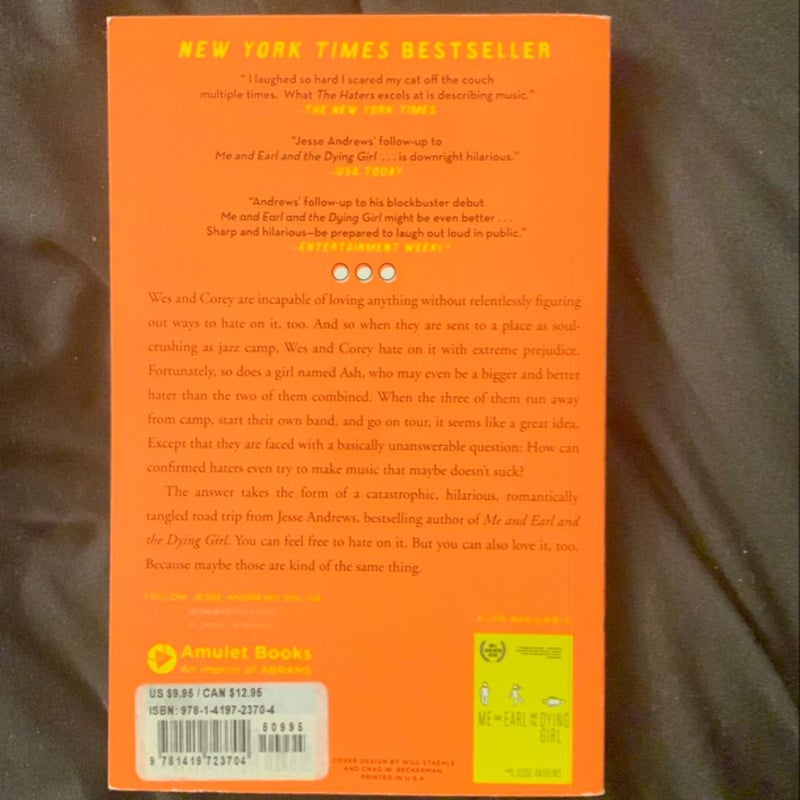 NEW YORK TIMES BESTSELLER
"I laughed so hard I scared my cat off the couch
multiple times. What The Haters excels at is describing music."
–THE NEW YORK TIMES
"Jesse Andrews' follow-up to
Me and Earl and the Dying Girl . . . is downright hilarious."
–USA TODAY
"Andrews' follow-up to his blockbuster debut
Me and Earl and the Dying Girl might be even better . . .
Sharp and hilarious—be prepared to laugh out loud in public."
–ENTERTAINMENT WEEKLY
Wes and Corey are incapable of loving anything without relentlessly figuring
out ways to hate on it, too. And so when they are sent to a place as soul-
crushing as jazz camp, Wes and Corey hate on it with extreme prejudice.
Fortunately, so does a girl named Ash, who may even be a bigger and better
hater than the two of them combined. When the three of them run away
from camp, start their own band, and go on tour, it seems like a great idea.
Except that they are faced with a basically unanswerable question: How can
confirmed haters even try to make music that maybe doesn't suck?
The answer takes the form of a catastrophic, hilarious, romantically
tangled road trip from Jesse Andrews, bestselling author of Me and Earl and
the Dying Girl. You can feel free to hate on it. But you can also love it, too.
Because maybe those are kind of the same thing.
FOLLOW JESSE ANDREWS ONLINE
ALSO AVAILABLE
Amulet Books
An imprint of ABRAMS
US $9.95 / CAN $12.95
ISBN: 978-1-4197-2370-4
50995
9 781419 723704
COVER DESIGN BY WILL STAEHLE
AND CHAD W. BECKERMAN
PRINTED IN U.S.A.
ME AND EARL AND THE DYING
GIRL
JESSE ANDREWS